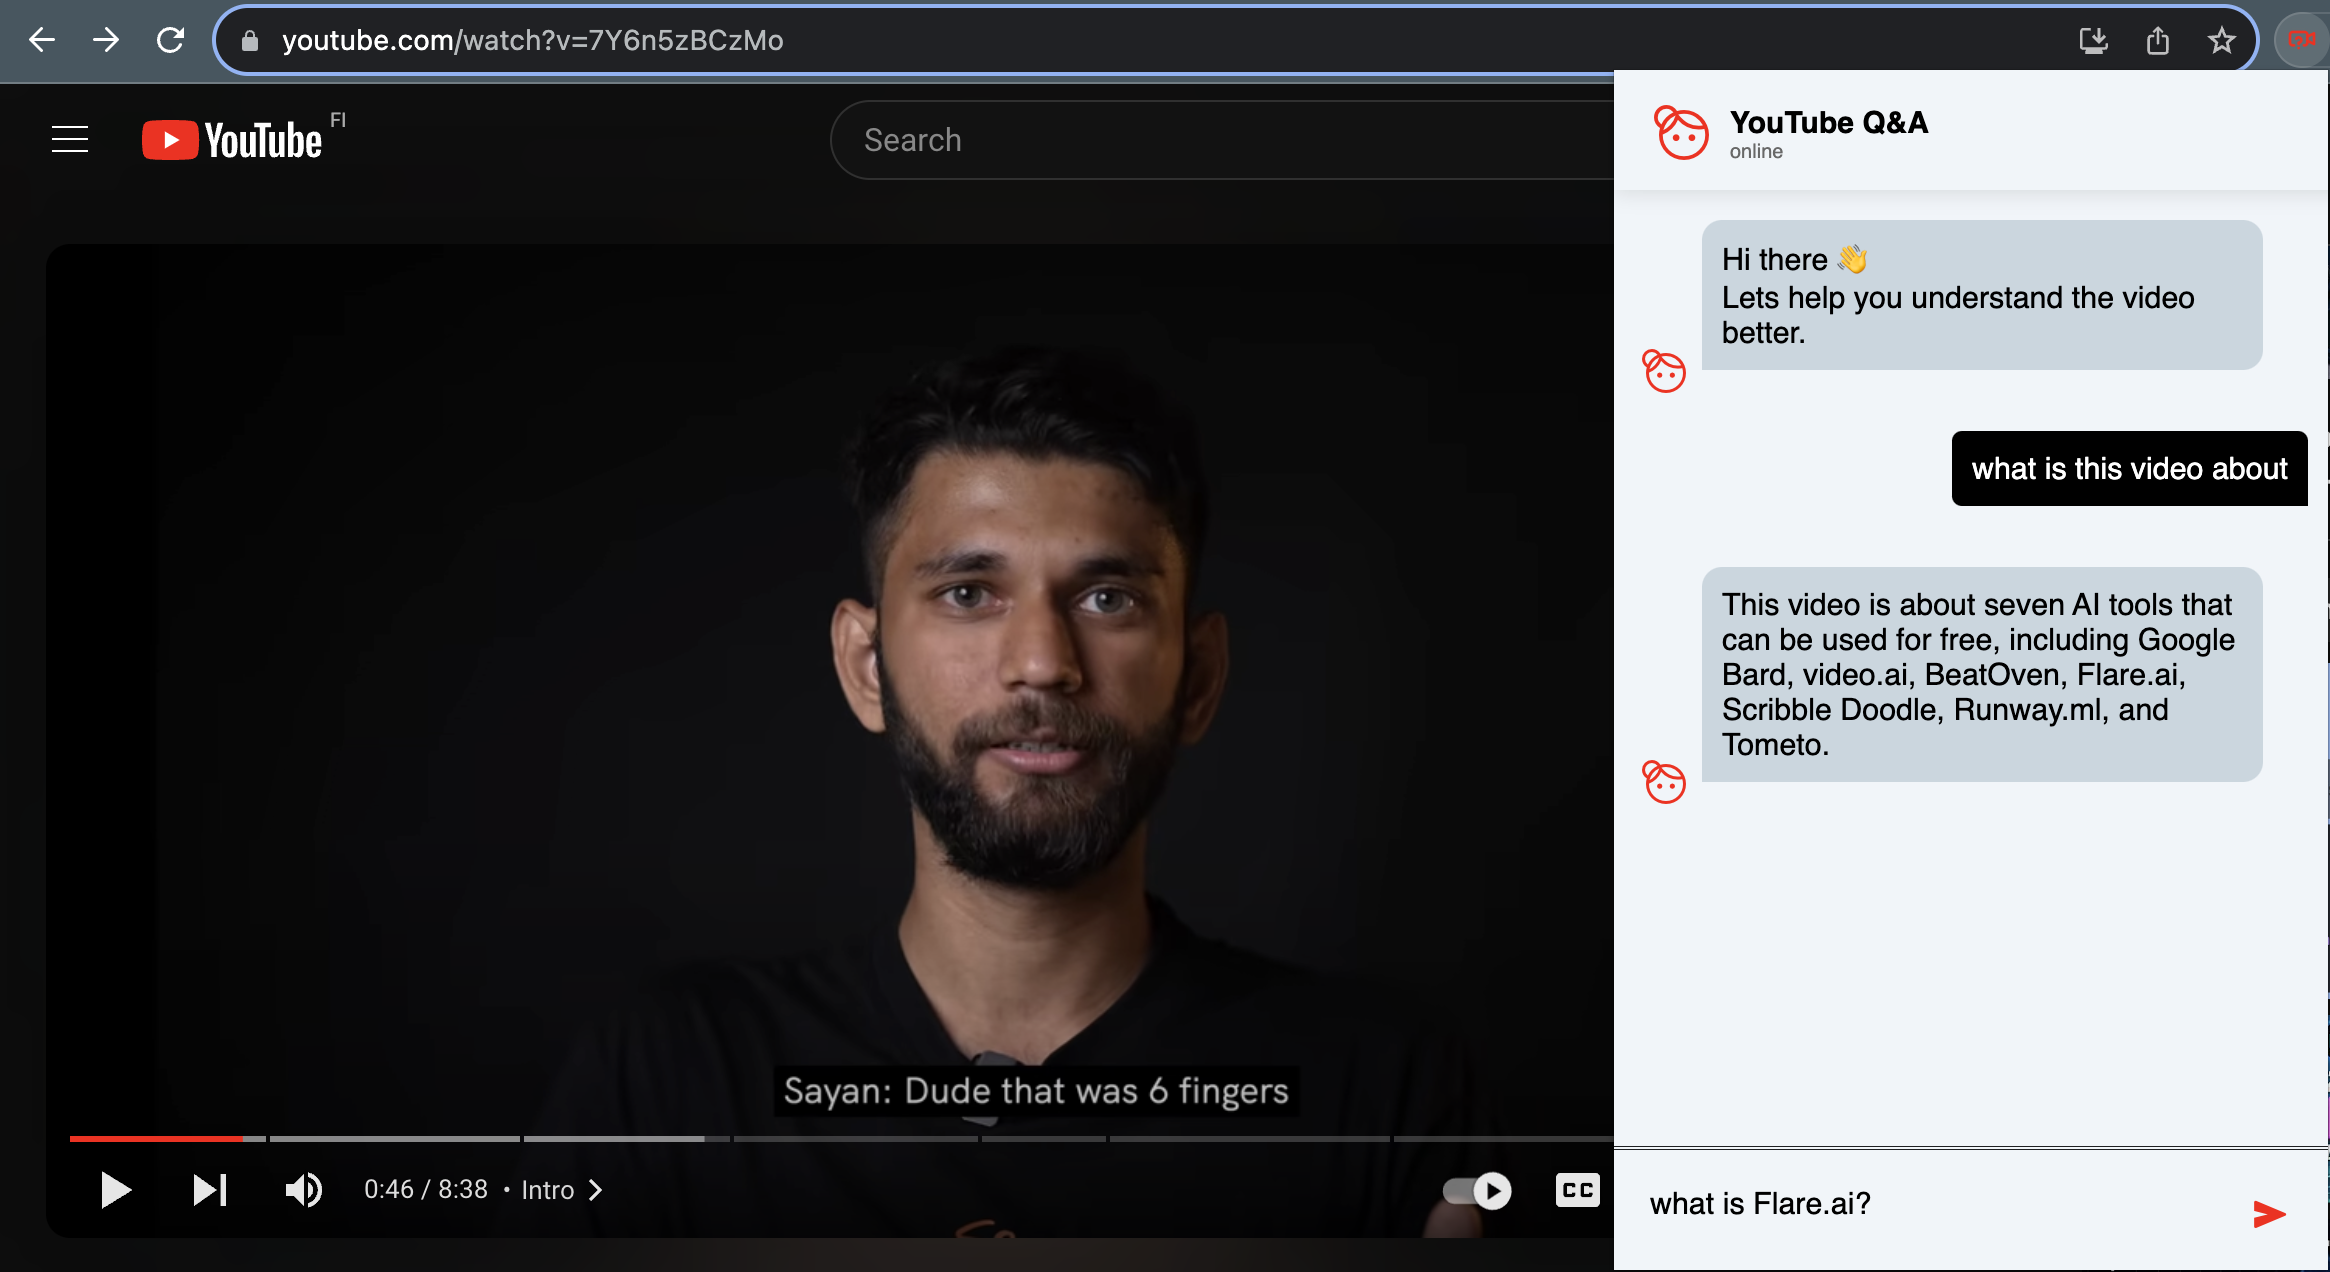 youtube.com/watch?v=7Y6n5zBCzMo
YouTube FI
Search
Sayan: Dude that was 6 fingers
0:46 / 8:38 • Intro
CC
YouTube Q&A
online
Hi there 👋
Lets help you understand the video
better.
what is this video about
This video is about seven AI tools that
can be used for free, including Google
Bard, video.ai, BeatOven, Flare.ai,
Scribble Doodle, Runway.ml, and
Tometo.
what is Flare.ai?